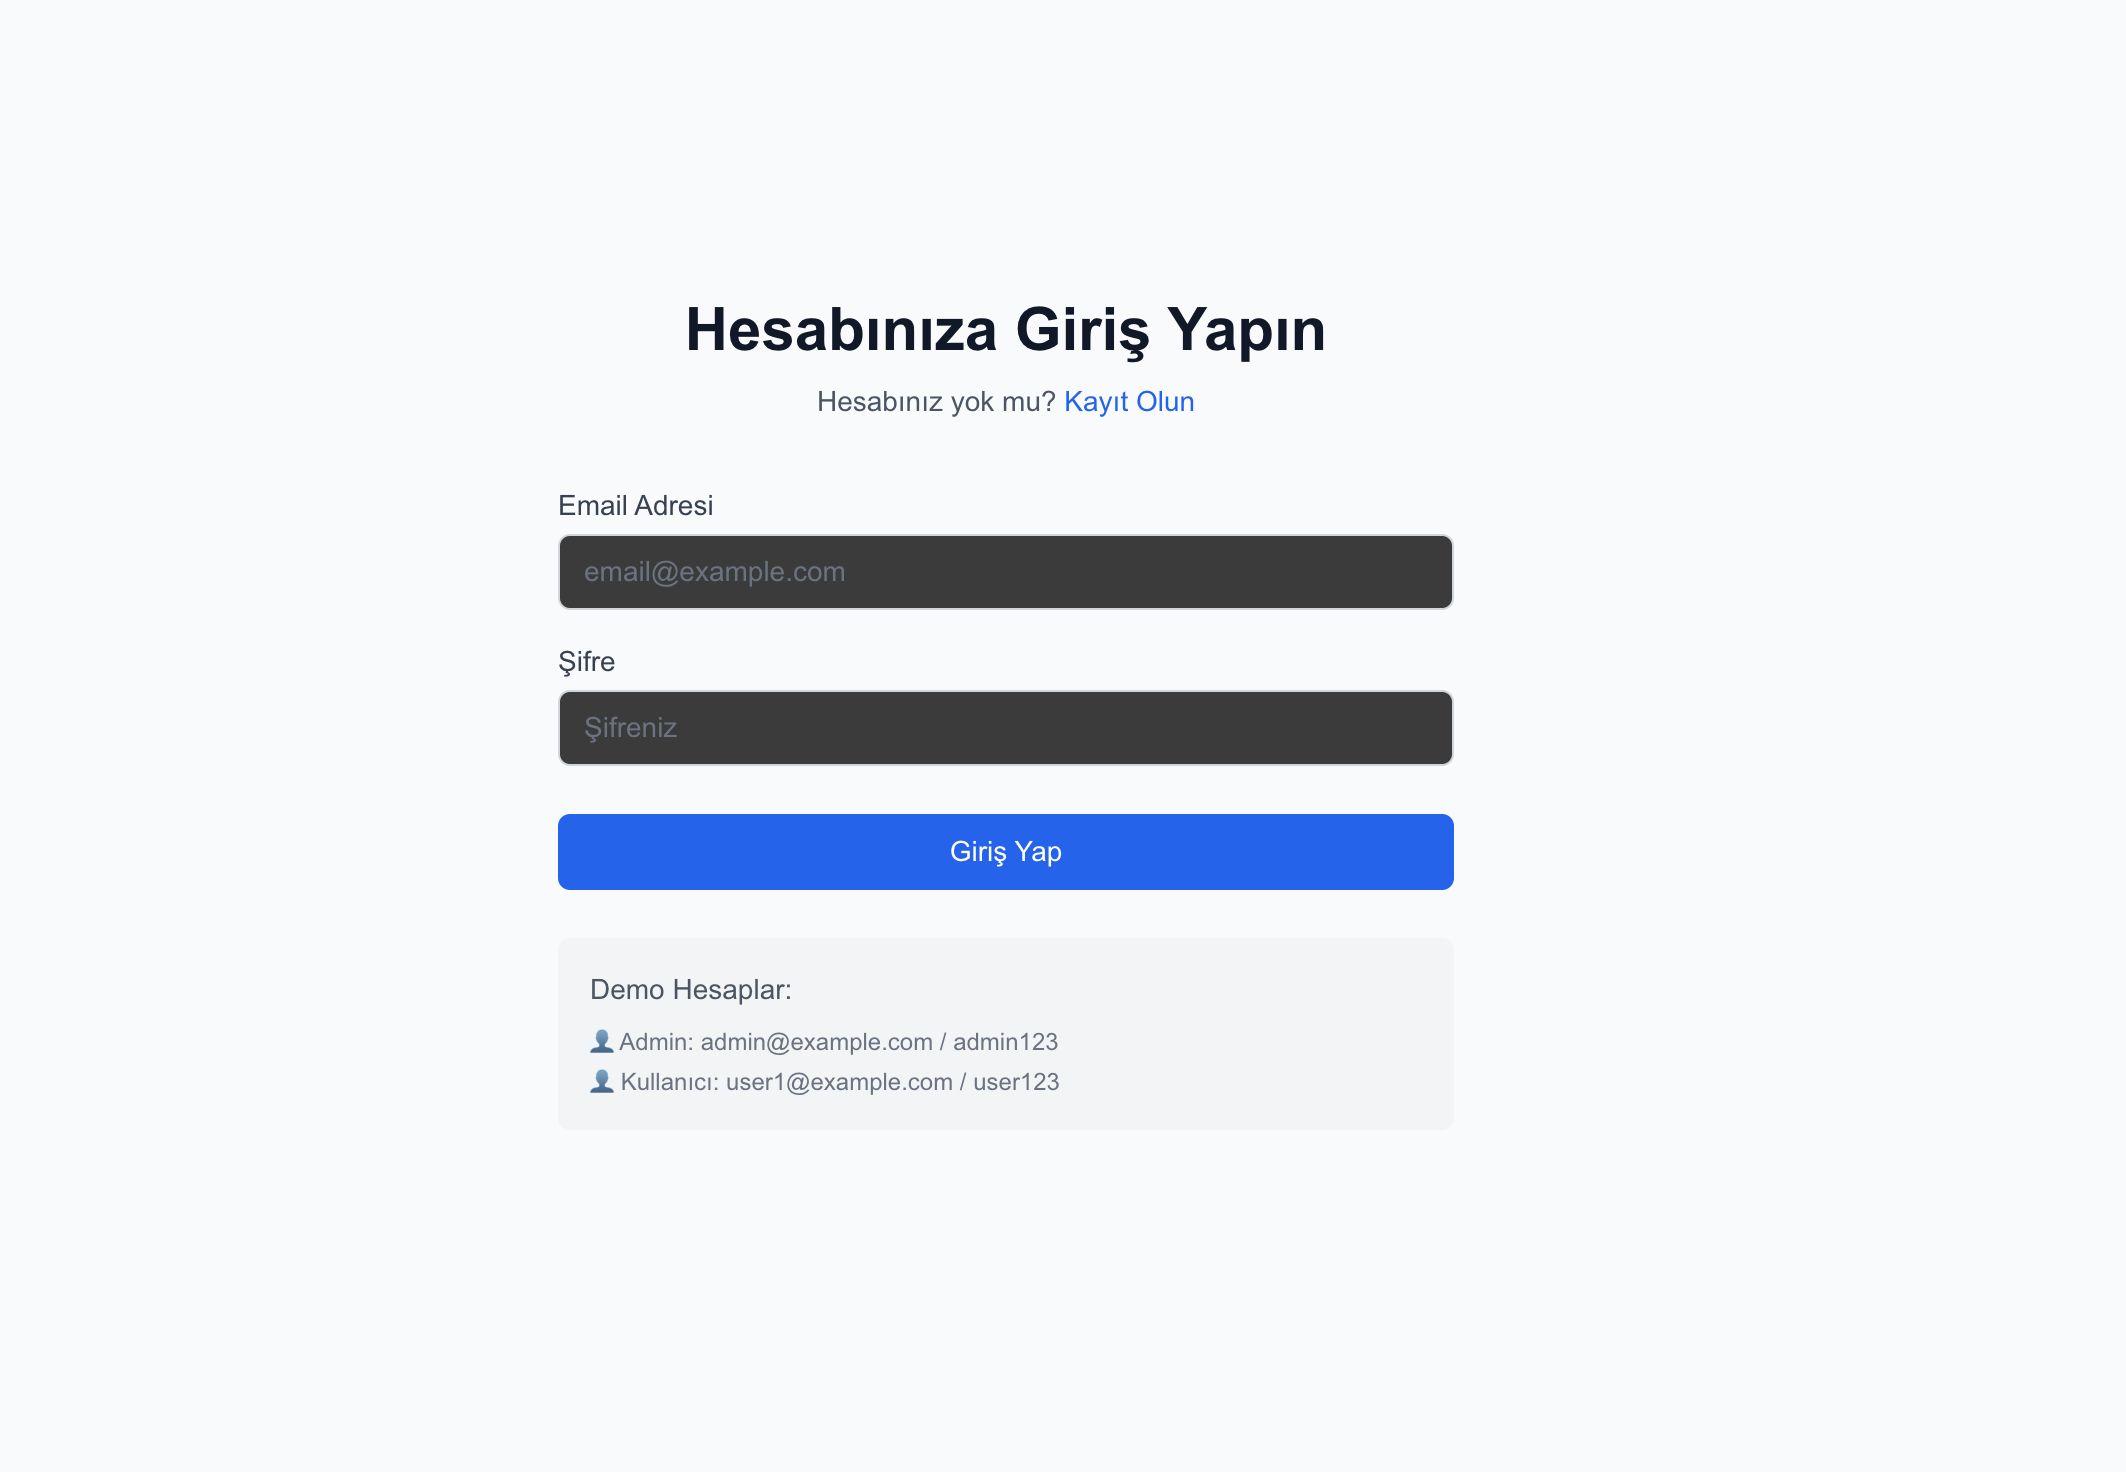 Hesabınıza Giriş Yapın
Hesabınız yok mu? Kayıt Olun
Email Adresi
email@example.com
Şifre
Şifreniz
Giriş Yap
Demo Hesaplar:
👤 Admin: admin@example.com / admin123
👤 Kullanıcı: user1@example.com / user123